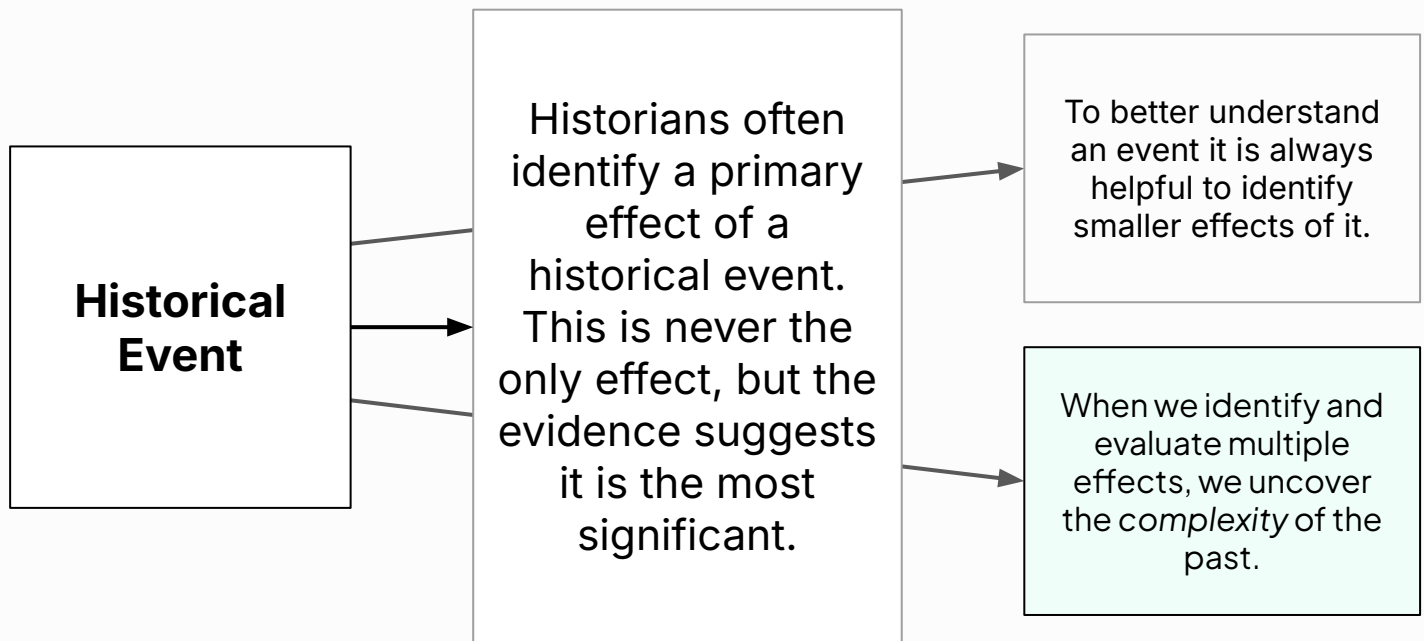 Historical
Event
Historians often
identify a primary
effect of a
historical event.
This is never the
only effect, but the
evidence suggests
it is the most
significant.
To better understand
an event it is always
helpful to identify
smaller effects of it.
When we identify and
evaluate multiple
effects, we uncover
the complexity of the
past.